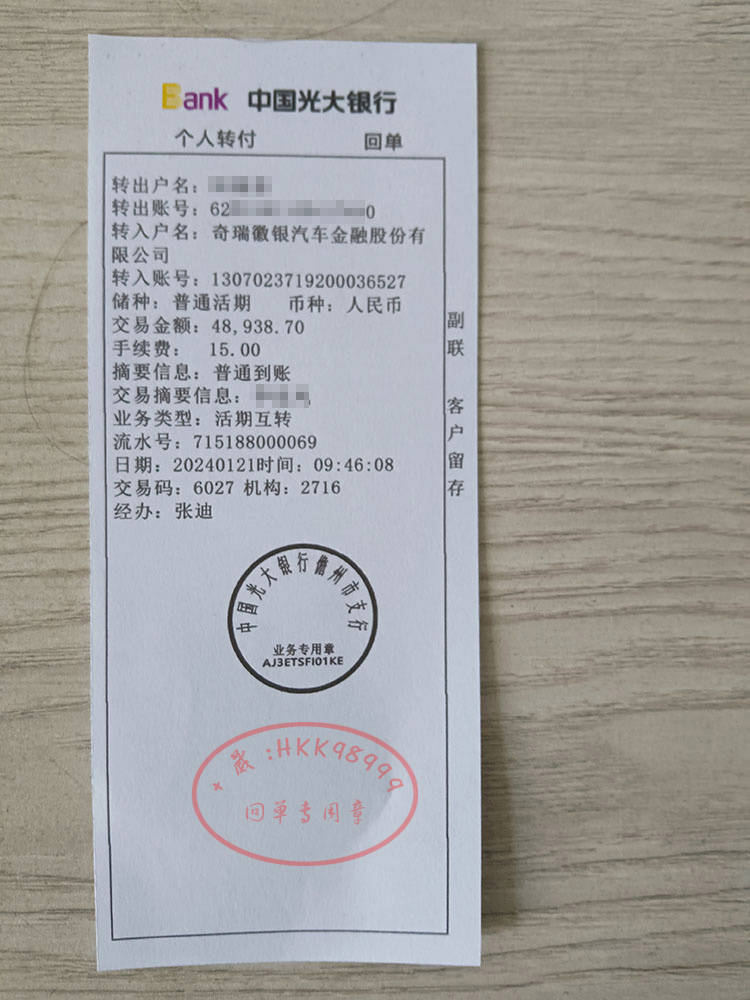 Bank 中国光大银行
个人转付 回单
转出户名：
转出账号：62 0
转入户名：奇瑞徽银汽车金融股份有
限公司
转入账号：1307023719200036527
储种：普通活期 币种：人民币
交易金额：48,938.70
手续费： 15.00
摘要信息：普通到账
交易摘要信息：
业务类型：活期互转
流水号：715188000069
日期：20240121时间：09:46:08
交易码：6027 机构：2716
经办：张迪
副联 客户留存
中国光大银行儋州市支行
业务专用章
AJ3ETSFI01KE
+ 葳:HKK98999
回单专用章